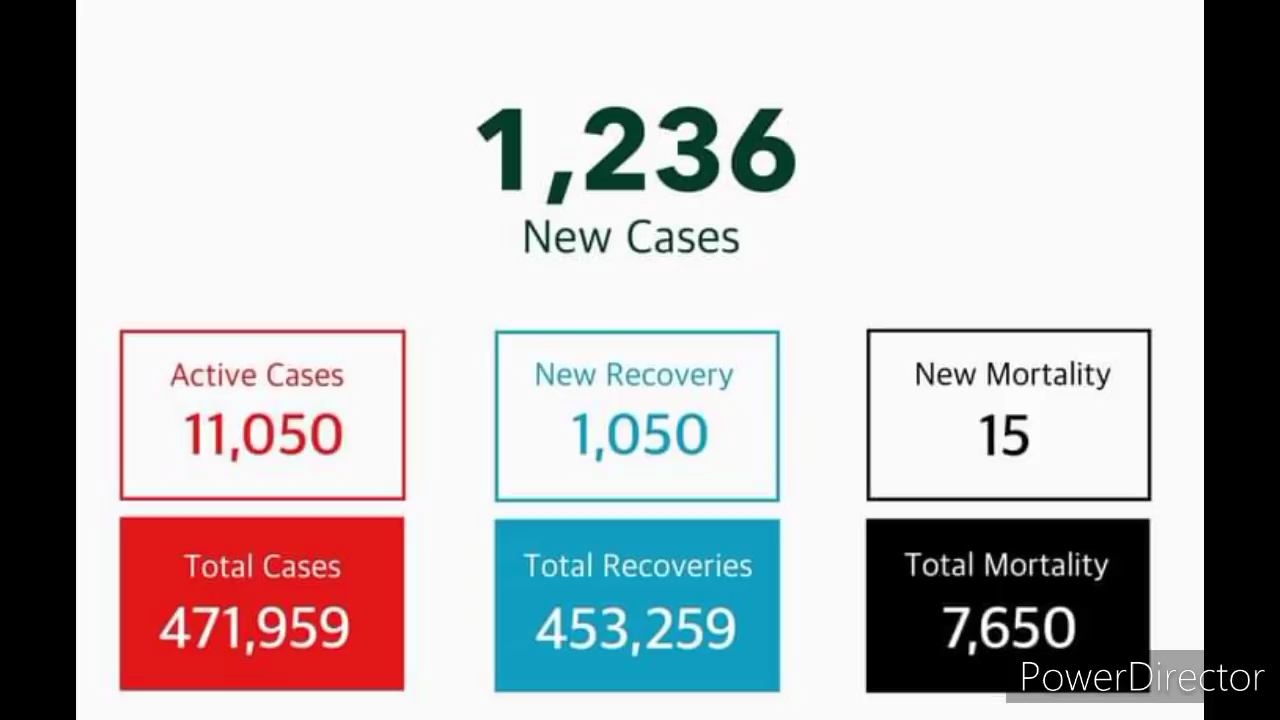 1,236
New Cases
Active Cases
11,050
New Recovery
1,050
New Mortality
15
Total Cases
471,959
Total Recoveries
453,259
Total Mortality
7,650
PowerDirector